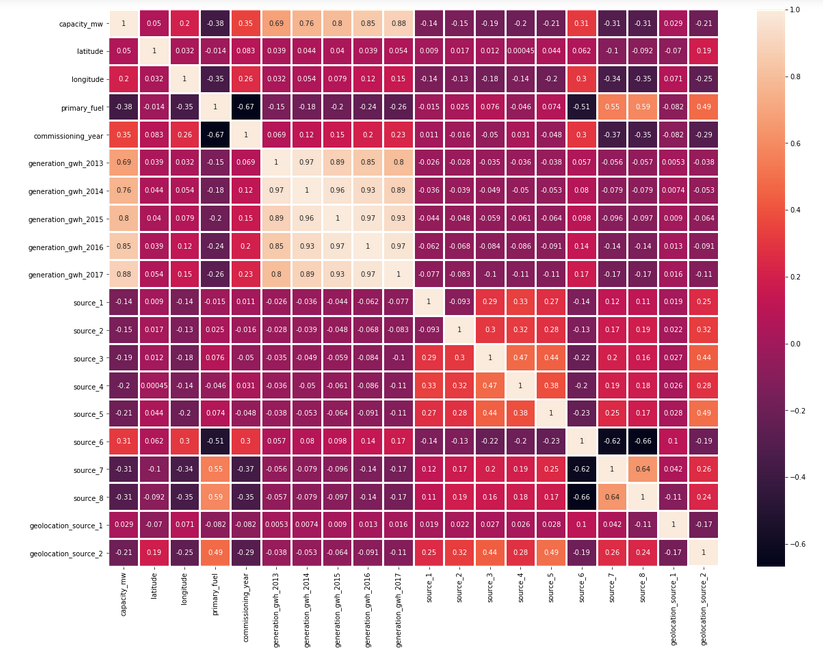 capacity_mw 1 0.05 0.2 -0.38 0.35 0.69 0.76 0.8 0.85 0.88 -0.14 -0.15 -0.19 -0.2 -0.21 0.31 -0.31 -0.31 0.029 -0.21
latitude 0.05 1 0.032 -0.014 0.083 0.039 0.044 0.04 0.039 0.054 0.009 0.017 0.012 0.00045 0.044 0.062 -0.1 -0.092 -0.07 0.19
longitude 0.2 0.032 1 -0.35 0.26 0.032 0.054 0.079 0.12 0.15 -0.14 -0.13 -0.18 -0.14 -0.2 0.3 -0.34 -0.35 0.071 -0.25
primary_fuel -0.38 -0.014 -0.35 1 -0.67 -0.15 -0.18 -0.2 -0.24 -0.26 -0.015 0.025 0.076 -0.046 0.074 -0.51 0.55 0.59 -0.082 0.49
commissioning_year 0.35 0.083 0.26 -0.67 1 0.069 0.12 0.15 0.2 0.23 0.011 -0.016 -0.05 0.031 -0.048 0.3 -0.37 -0.35 -0.082 -0.29
generation_gwh_2013 0.69 0.039 0.032 -0.15 0.069 1 0.97 0.89 0.85 0.8 -0.026 -0.028 -0.035 -0.036 -0.038 0.057 -0.056 -0.057 0.0053 -0.038
generation_gwh_2014 0.76 0.044 0.054 -0.18 0.12 0.97 1 0.96 0.93 0.89 -0.036 -0.039 -0.049 -0.05 -0.053 0.08 -0.079 -0.079 0.0074 -0.053
generation_gwh_2015 0.8 0.04 0.079 -0.2 0.15 0.89 0.96 1 0.97 0.93 -0.044 -0.048 -0.059 -0.061 -0.064 0.098 -0.096 -0.097 0.009 -0.064
generation_gwh_2016 0.85 0.039 0.12 -0.24 0.2 0.85 0.93 0.97 1 0.97 -0.062 -0.068 -0.084 -0.086 -0.091 0.14 -0.14 -0.14 0.013 -0.091
generation_gwh_2017 0.88 0.054 0.15 -0.26 0.23 0.8 0.89 0.93 0.97 1 -0.077 -0.083 -0.1 -0.11 -0.11 0.17 -0.17 -0.17 0.016 -0.11
source_1 -0.14 0.009 -0.14 -0.015 0.011 -0.026 -0.036 -0.044 -0.062 -0.077 1 -0.093 0.29 0.33 0.27 -0.14 0.12 0.11 0.019 0.25
source_2 -0.15 0.017 -0.13 0.025 -0.016 -0.028 -0.039 -0.048 -0.068 -0.083 -0.093 1 0.3 0.32 0.28 -0.13 0.17 0.19 0.022 0.32
source_3 -0.19 0.012 -0.18 0.076 -0.05 -0.035 -0.049 -0.059 -0.084 -0.1 0.29 0.3 1 0.47 0.44 -0.22 0.2 0.16 0.027 0.44
source_4 -0.2 0.00045 -0.14 -0.046 0.031 -0.036 -0.05 -0.061 -0.086 -0.11 0.33 0.32 0.47 1 0.38 -0.2 0.19 0.18 0.026 0.28
source_5 -0.21 0.044 -0.2 0.074 -0.048 -0.038 -0.053 -0.064 -0.091 -0.11 0.27 0.28 0.44 0.38 1 -0.23 0.25 0.17 0.028 0.49
source_6 0.31 0.062 0.3 -0.51 0.3 0.057 0.08 0.098 0.14 0.17 -0.14 -0.13 -0.22 -0.2 -0.23 1 -0.62 -0.66 0.1 -0.19
source_7 -0.31 -0.1 -0.34 0.55 -0.37 -0.056 -0.079 -0.096 -0.14 -0.17 0.12 0.17 0.2 0.19 0.25 -0.62 1 0.64 0.042 0.26
source_8 -0.31 -0.092 -0.35 0.59 -0.35 -0.057 -0.079 -0.097 -0.14 -0.17 0.11 0.19 0.16 0.18 0.17 -0.66 0.64 1 -0.11 0.24
geolocation_source_1 0.029 -0.07 0.071 -0.082 -0.082 0.0053 0.0074 0.009 0.013 0.016 0.019 0.022 0.027 0.026 0.028 0.1 0.042 -0.11 1 -0.17
geolocation_source_2 -0.21 0.19 -0.25 0.49 -0.29 -0.038 -0.053 -0.064 -0.091 -0.11 0.25 0.32 0.44 0.28 0.49 -0.19 0.26 0.24 -0.17 1
capacity_mw
latitude
longitude
primary_fuel
commissioning_year
generation_gwh_2013
generation_gwh_2014
generation_gwh_2015
generation_gwh_2016
generation_gwh_2017
source_1
source_2
source_3
source_4
source_5
source_6
source_7
source_8
geolocation_source_1
geolocation_source_2
1.0
0.8
0.6
0.4
0.2
0.0
−0.2
−0.4
−0.6